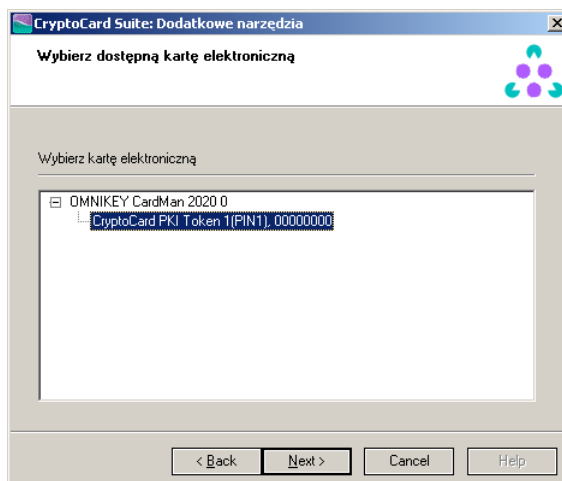 CryptoCard Suite: Dodatkowe narzędzia
Wybierz dostępną kartę elektroniczną
Wybierz kartę elektroniczną
OMNIKEY CardMan 2020 0
CryptoCard PKI Token 1(PIN1), 00000000
< Back
Next >
Cancel
Help